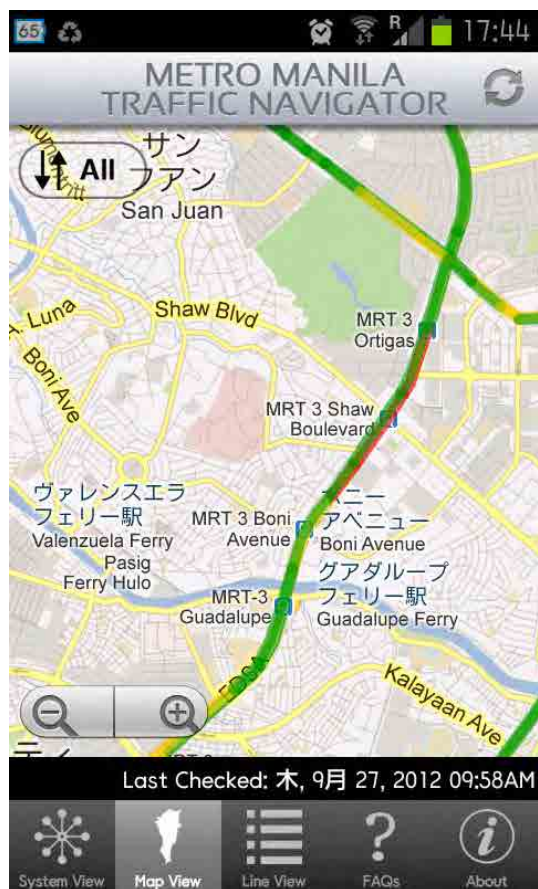 65
R
17:44
METRO MANILA
TRAFFIC NAVIGATOR
All
サン
フアン
San Juan
Luna
Shaw Blvd
Boni Ave
MRT 3
Ortigas
MRT 3 Shaw
Boulevard
ヴァレンスエラ
フェリー駅
Valenzuela Ferry
Pasig
Ferry Hulo
MRT 3 Boni
Avenue
ニー
アベニュー
Boni Avenue
グアダループ
フェリー駅
Guadalupe Ferry
MRT-3
Guadalupe
EDSA
Kalayaan Ave
ティ
Last Checked: 木, 9月 27, 2012 09:58AM
System View
Map View
Line View
?
FAQs
i
About